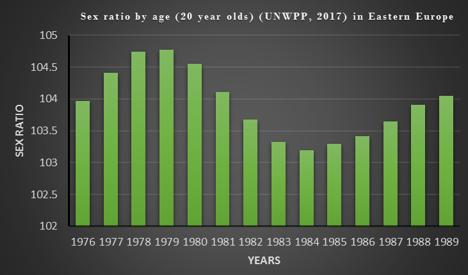 Sex ratio by age (20 year olds) (UNWPP, 2017) in Eastern Europe
105
104.5
104
103.5
103
102.5
102
SEX RATIO
1976 1977 1978 1979 1980 1981 1982 1983 1984 1985 1986 1987 1988 1989
YEARS